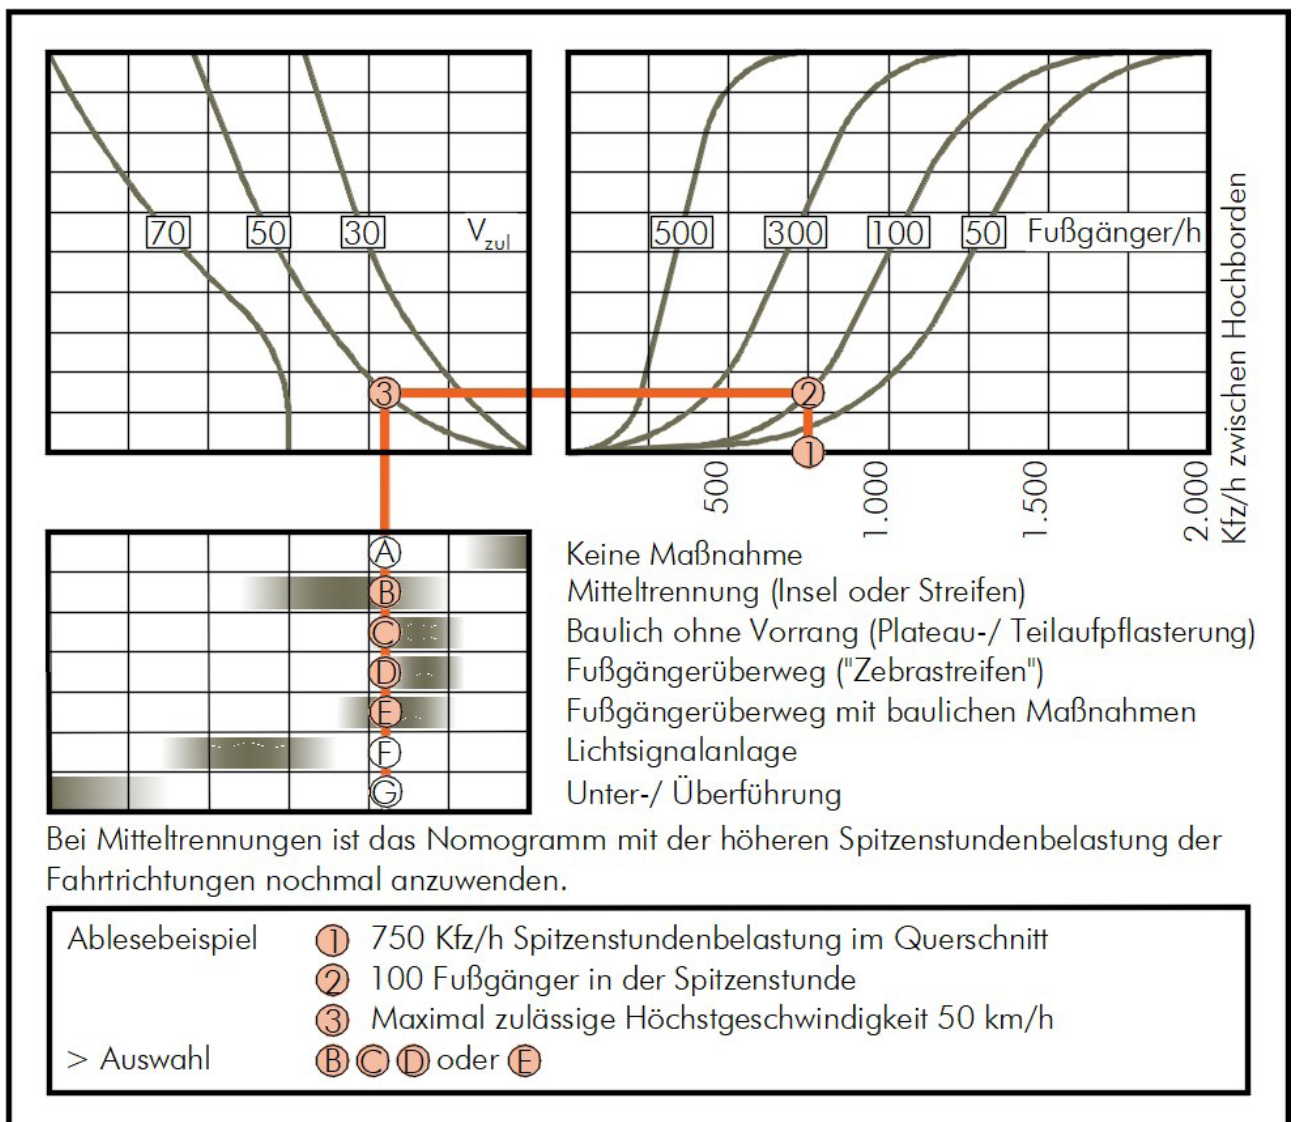 70 50 30 V zul
500 300 100 50 Fußgänger/h
3 2
1
500 1.000 1.500 2.000
Kfz/h zwischen Hochborden
A Keine Maßnahme
B Mitteltrennung (Insel oder Streifen)
C Baulich ohne Vorrang (Plateau-/ Teilaufpflasterung)
D Fußgängerüberweg ("Zebrastreifen")
E Fußgängerüberweg mit baulichen Maßnahmen
F Lichtsignalanlage
G Unter-/ Überführung
Bei Mitteltrennungen ist das Nomogramm mit der höheren Spitzenstundenbelastung der
Fahrtrichtungen nochmal anzuwenden.
Ablesebeispiel 1 750 Kfz/h Spitzenstundenbelastung im Querschnitt
2 100 Fußgänger in der Spitzenstunde
3 Maximal zulässige Höchstgeschwindigkeit 50 km/h
> Auswahl B C D oder E